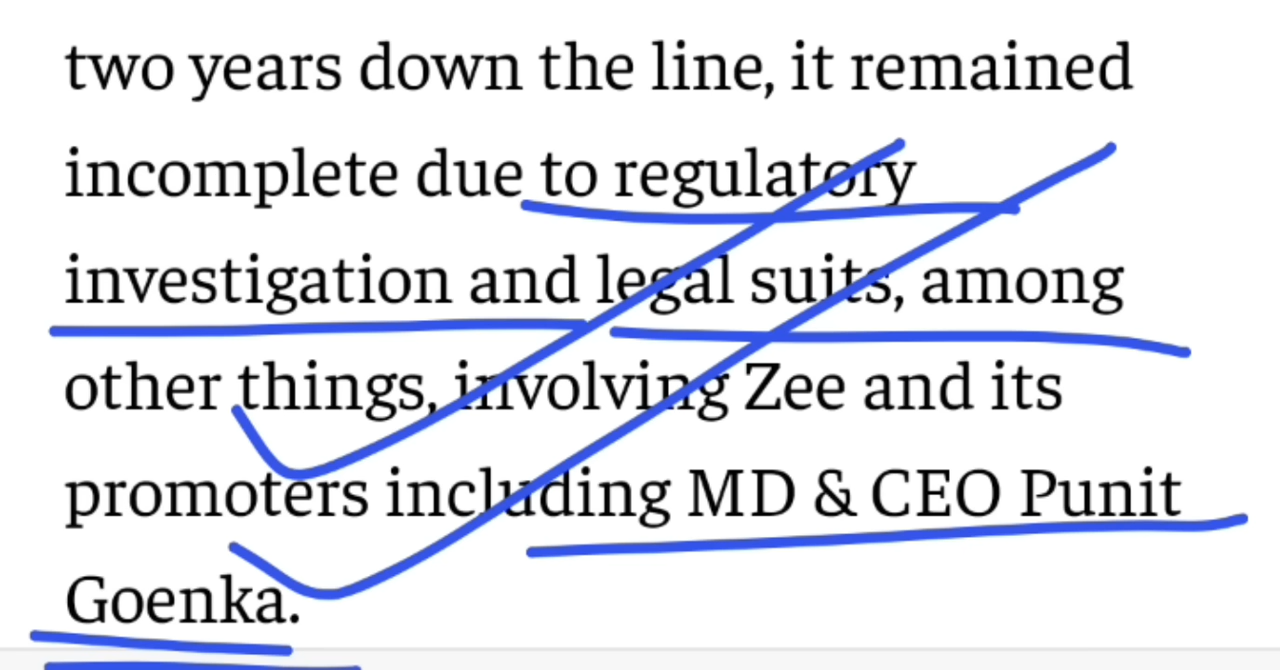 two years down the line, it remained
incomplete due to regulatory
investigation and legal suits, among
other things, involving Zee and its
promoters including MD & CEO Punit
Goenka.